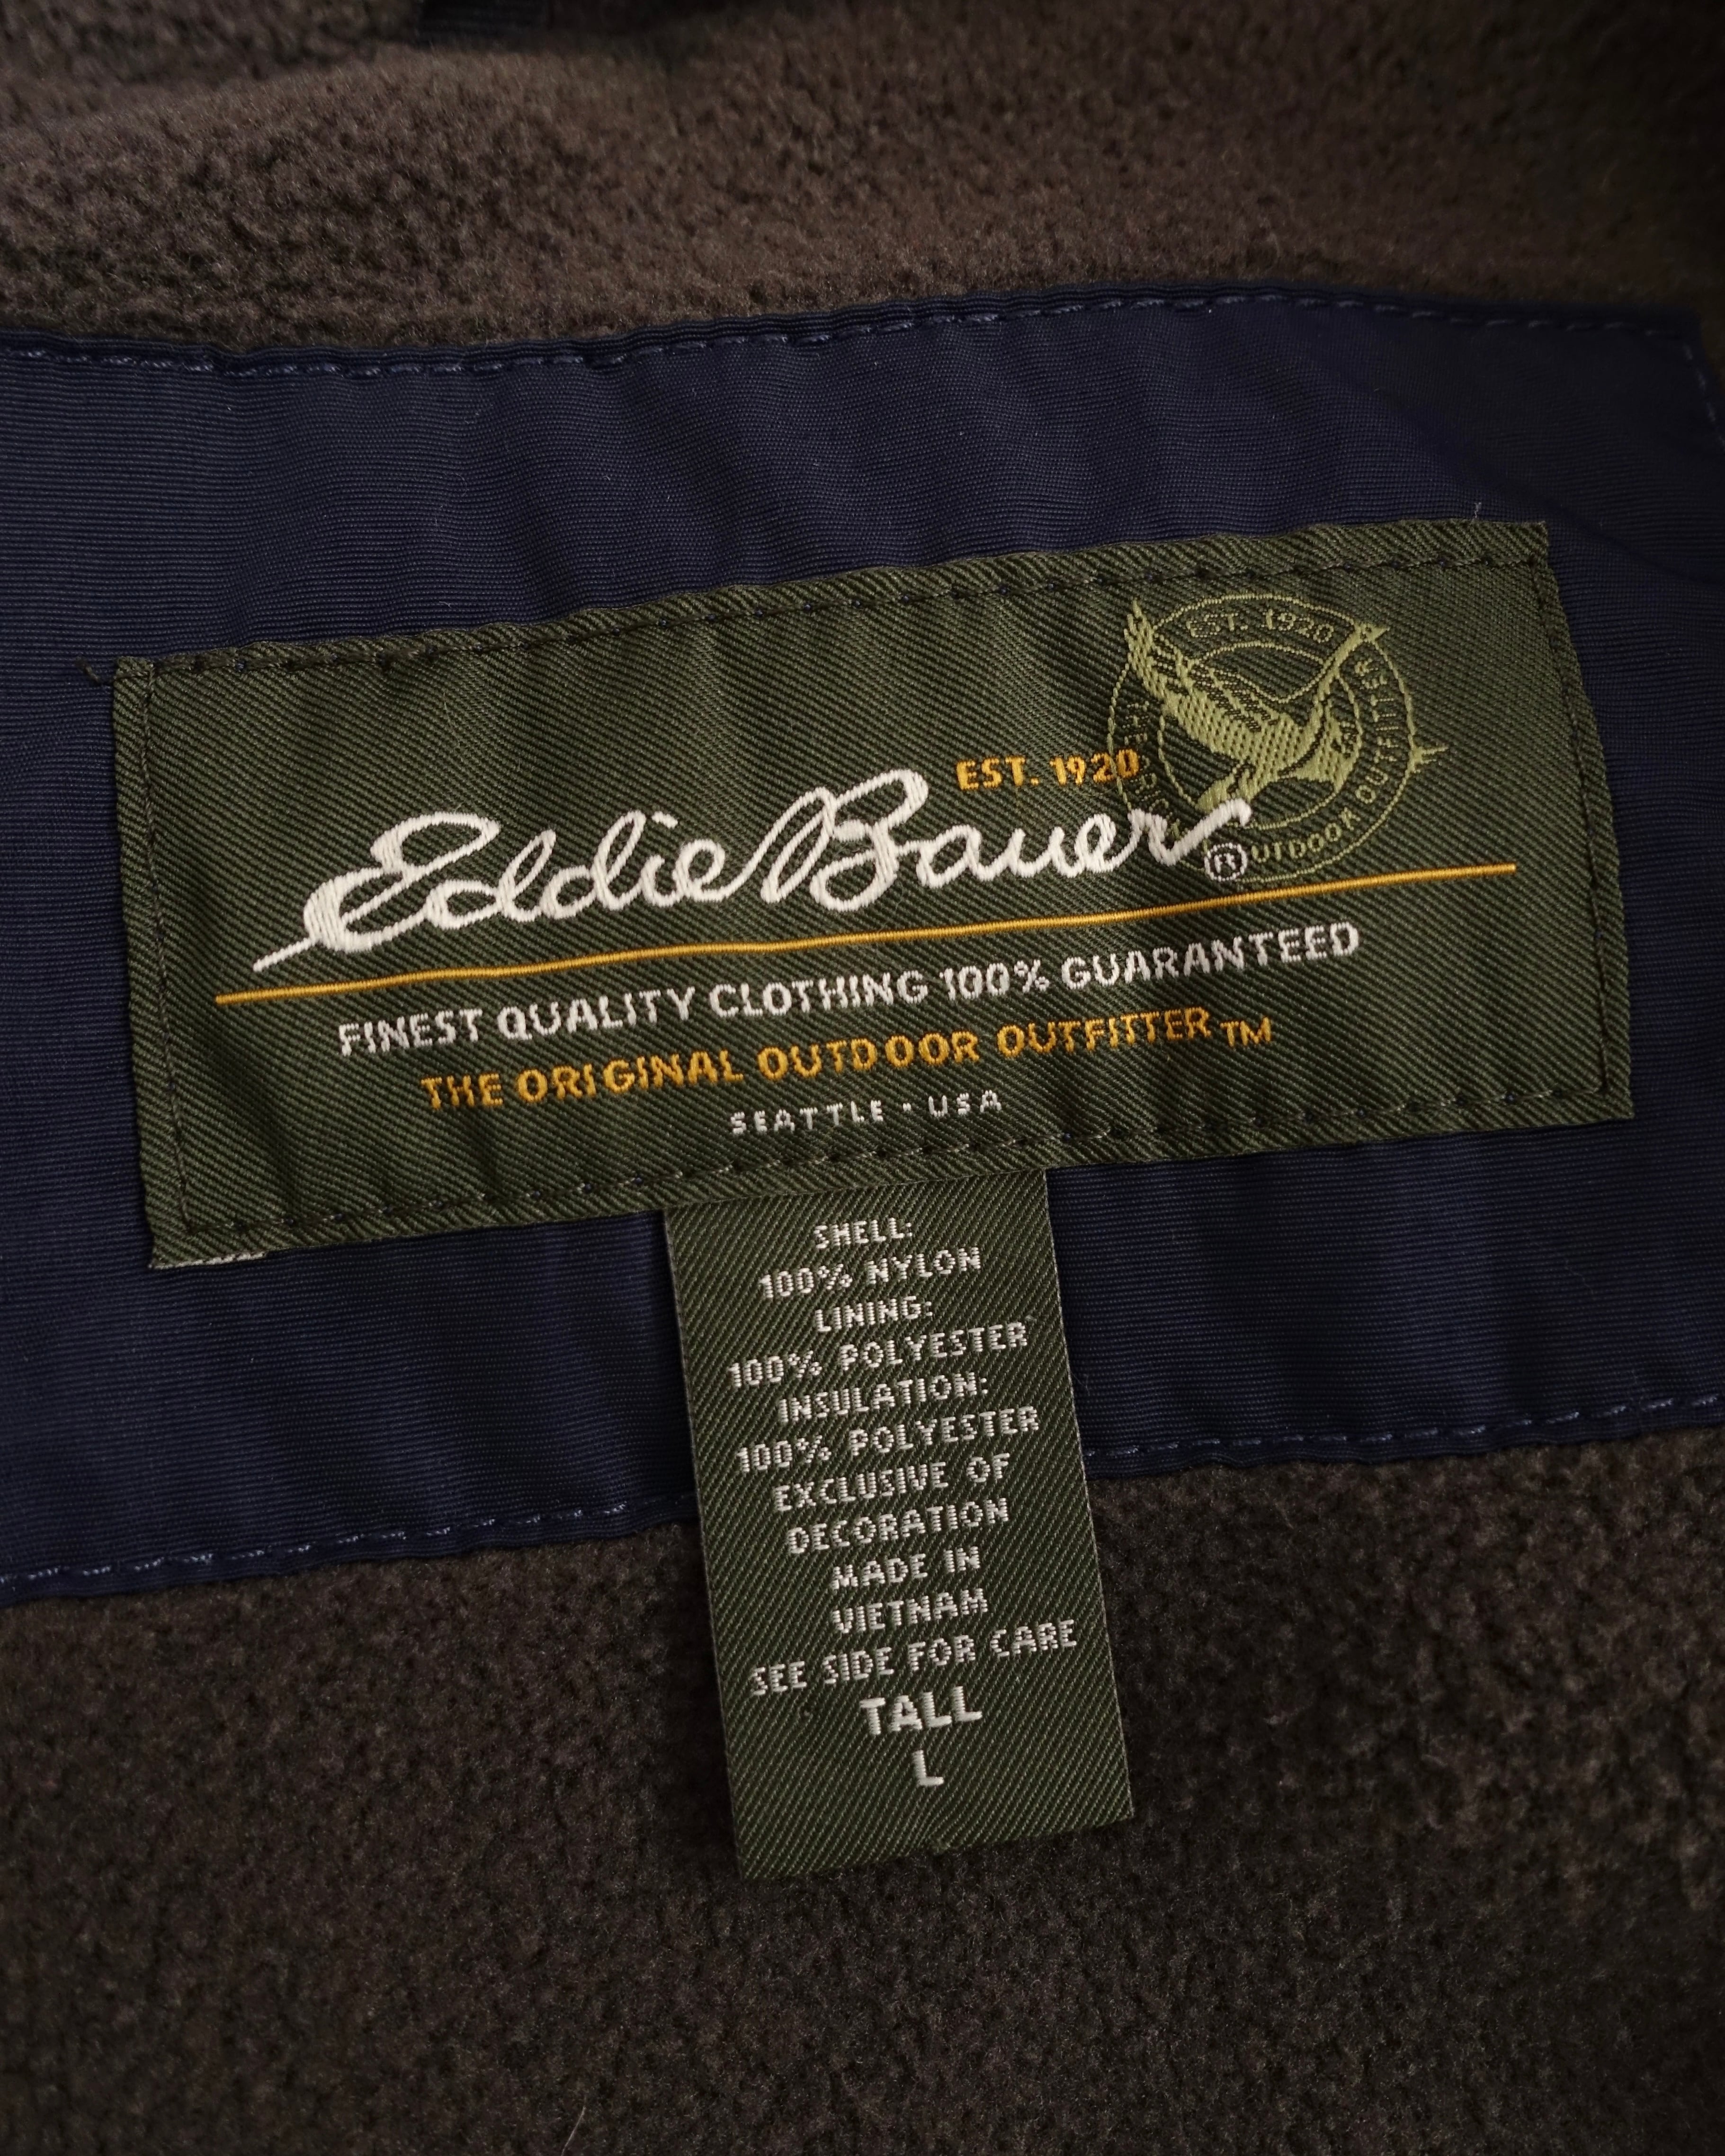 EST. 1920
EST. 1920
Eddie Bauer®
OUTDOOR OUTFITTER
FINEST QUALITY CLOTHING 100% GUARANTEED
THE ORIGINAL OUTDOOR OUTFITTER™
SEATTLE • USA
SHELL:
100% NYLON
LINING:
100% POLYESTER
INSULATION:
100% POLYESTER
EXCLUSIVE OF
DECORATION
MADE IN
VIETNAM
SEE SIDE FOR CARE
TALL
L